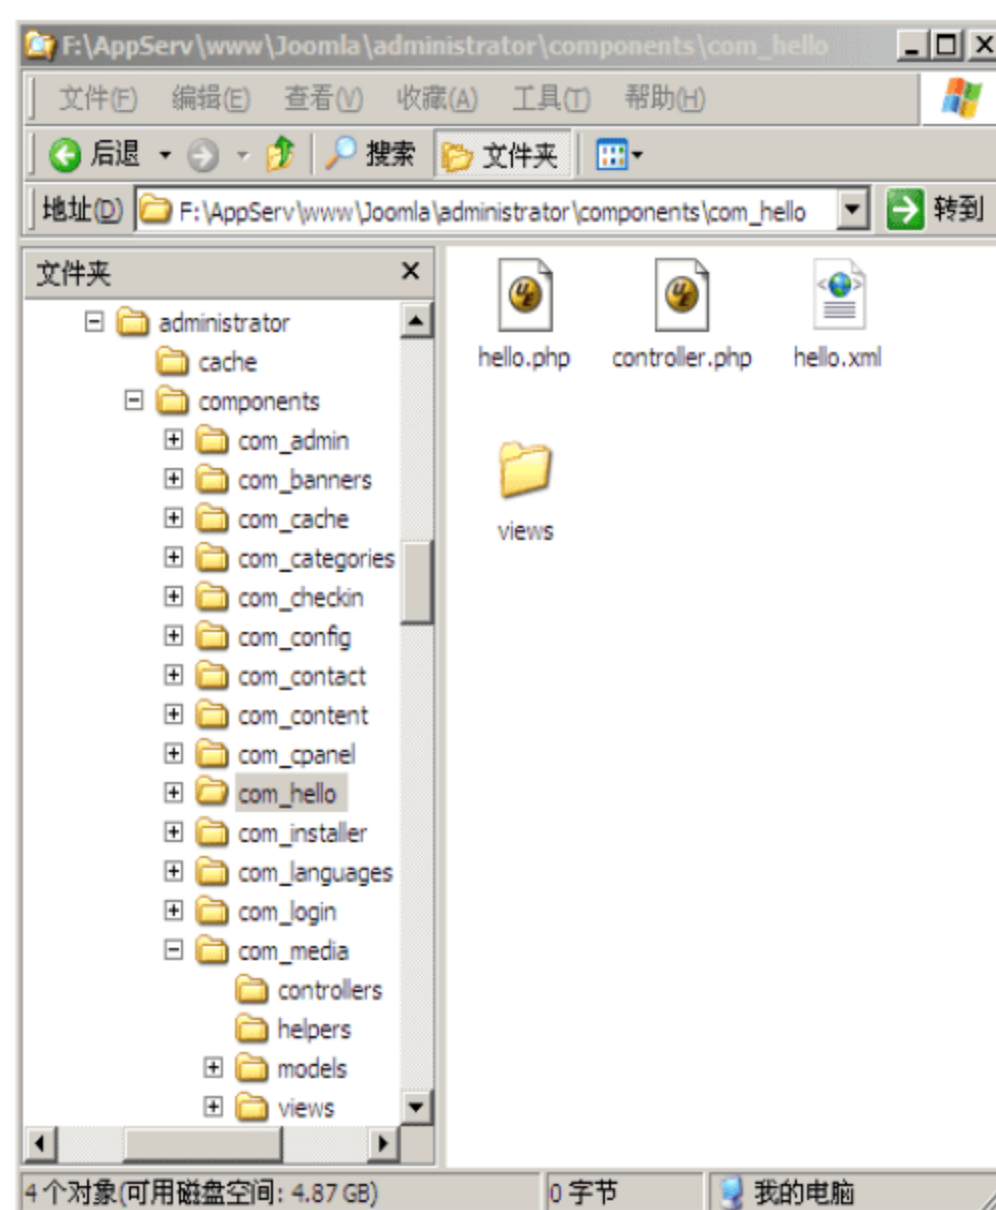 F:\AppServ\www\Joomla\administrator\components\com_hello
文件(F) 编辑(E) 查看(V) 收藏(A) 工具(T) 帮助(H)
后退 搜索 文件夹
地址(D) F:\AppServ\www\Joomla\administrator\components\com_hello 转到
文件夹
administrator
cache
components
com_admin
com_banners
com_cache
com_categories
com_checkin
com_config
com_contact
com_content
com_cpanel
com_hello
com_installer
com_languages
com_login
com_media
controllers
helpers
models
views
hello.php controller.php hello.xml
views
4个对象(可用磁盘空间: 4.87 GB) 0 字节 我的电脑